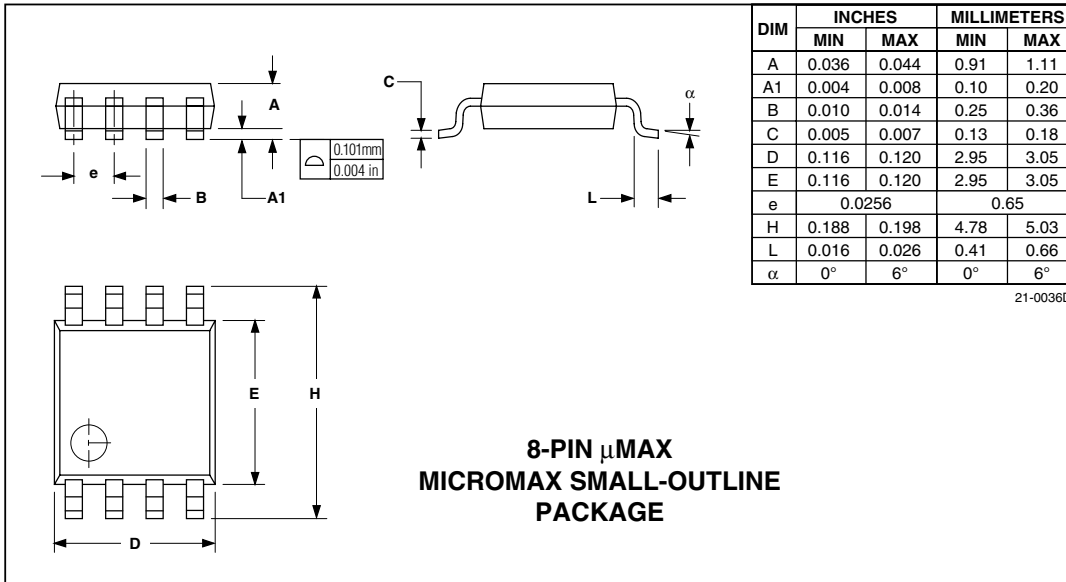 DIM INCHES MILLIMETERS
MIN MAX MIN MAX
A 0.036 0.044 0.91 1.11
A1 0.004 0.008 0.10 0.20
B 0.010 0.014 0.25 0.36
C 0.005 0.007 0.13 0.18
D 0.116 0.120 2.95 3.05
E 0.116 0.120 2.95 3.05
e 0.0256 0.65
H 0.188 0.198 4.78 5.03
L 0.016 0.026 0.41 0.66
α 0° 6° 0° 6°
21-0036D
A
e
B
A1
0.101mm
0.004 in
C
α
L
E
H
D
8-PIN μMAX
MICROMAX SMALL-OUTLINE
PACKAGE